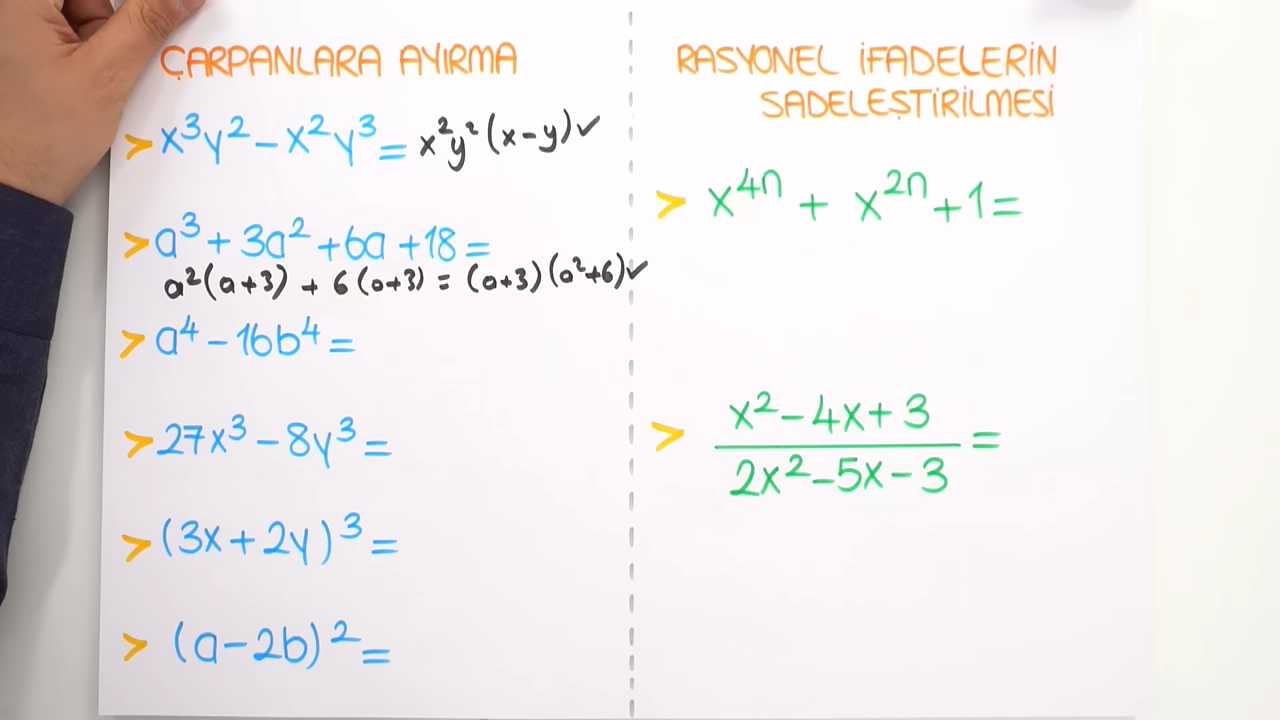 ÇARPANLARA AYIRMA
> x³y² - x²y³ = x²y²(x-y)✓
> a³ + 3a² + 6a + 18 =
a²(a+3) + 6(a+3) = (a+3)(a²+6)✓
> a⁴ - 16b⁴ =
> 27x³ - 8y³ =
> (3x+2y)³ =
> (a-2b)² =
RASYONEL İFADELERİN
SADELEŞTİRİLMESİ
> x⁴ⁿ + x²ⁿ + 1 =
> x² - 4x + 3 =
2x² - 5x - 3